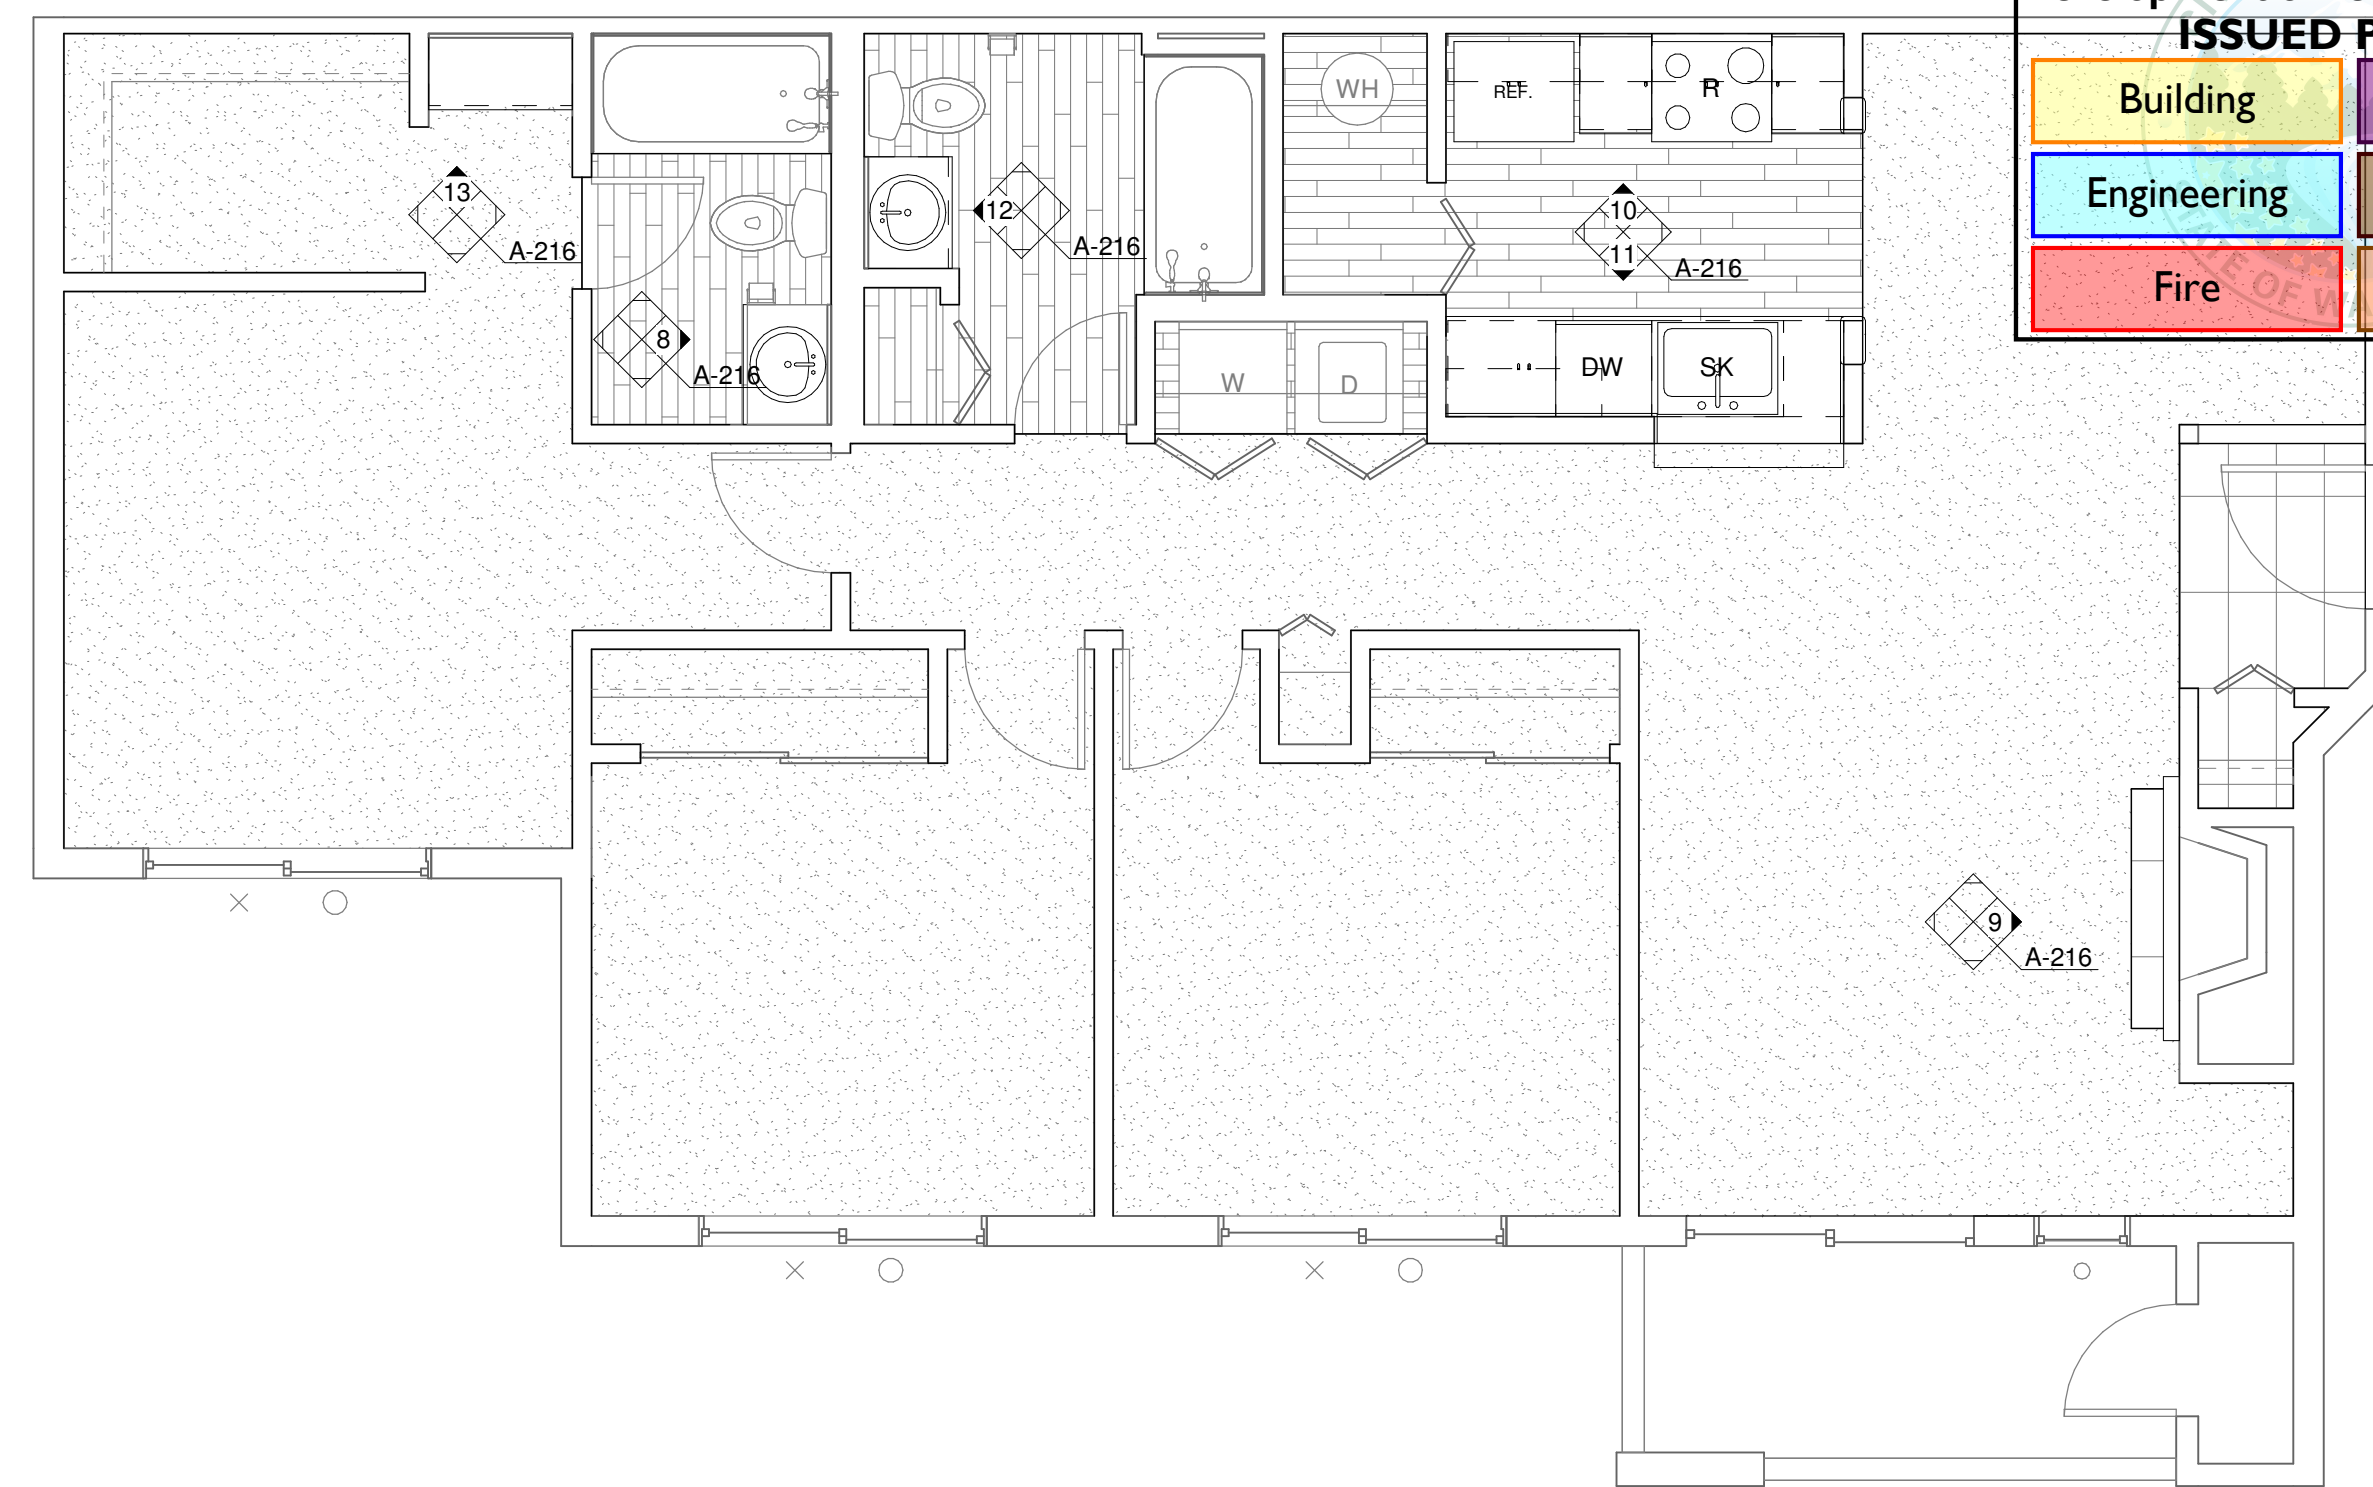 ISSUED
Building
Engineering
Fire
WH
REF.
R
13
A-216
12
A-216
10
11
A-216
8
A-216
W
D
DW
SK
9
A-216
OF